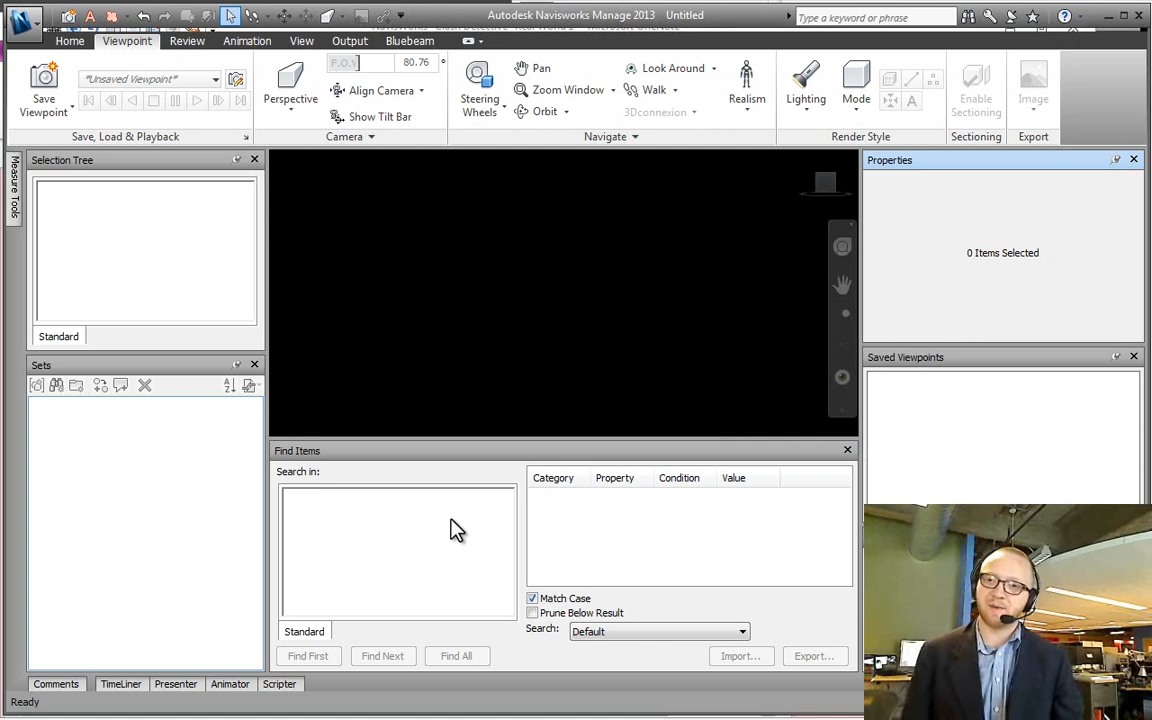 Autodesk Navisworks Manage 2013 Untitled
Type a keyword or phrase
Home Viewpoint Review Animation View Output Bluebeam
Save Viewpoint
*Unsaved Viewpoint*
Save, Load & Playback
Perspective
F.O.V
80.76 °
Align Camera
Show Tilt Bar
Camera
Steering Wheels
Pan
Zoom Window
Orbit
Look Around
Walk
3Dconnexion
Navigate
Realism
Lighting
Mode
Render Style
Enable Sectioning
Sectioning
Image
Export
Measure Tools
Selection Tree
Standard
Sets
Properties
0 Items Selected
Saved Viewpoints
Find Items
Search in:
Standard
Category Property Condition Value
Match Case
Prune Below Result
Search: Default
Find First Find Next Find All Import... Export...
Comments TimeLiner Presenter Animator Scripter
Ready